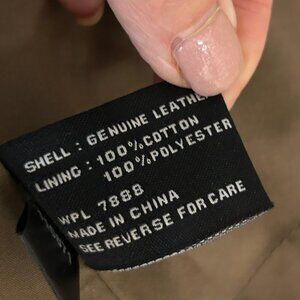 SHELL : GENUINE LEATHER
LINING : 100% COTTON
100% POLYESTER
WPL 7888
MADE IN CHINA
SEE REVERSE FOR CARE